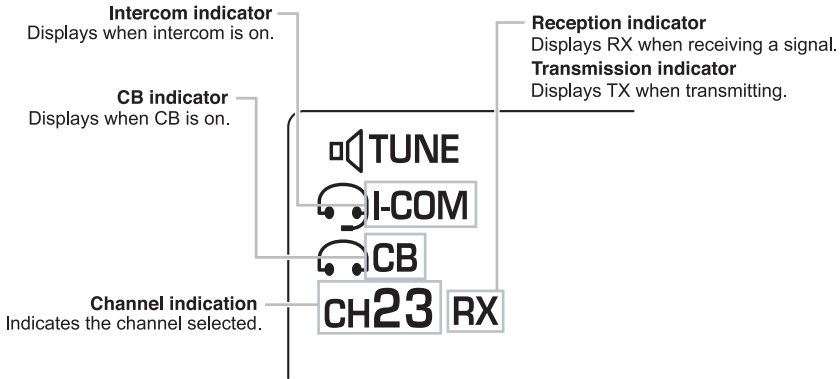 Intercom indicator
Displays when intercom is on.
CB indicator
Displays when CB is on.
Channel indication
Indicates the channel selected.
Reception indicator
Displays RX when receiving a signal.
Transmission indicator
Displays TX when transmitting.
TUNE
I-COM
CB
CH23 RX